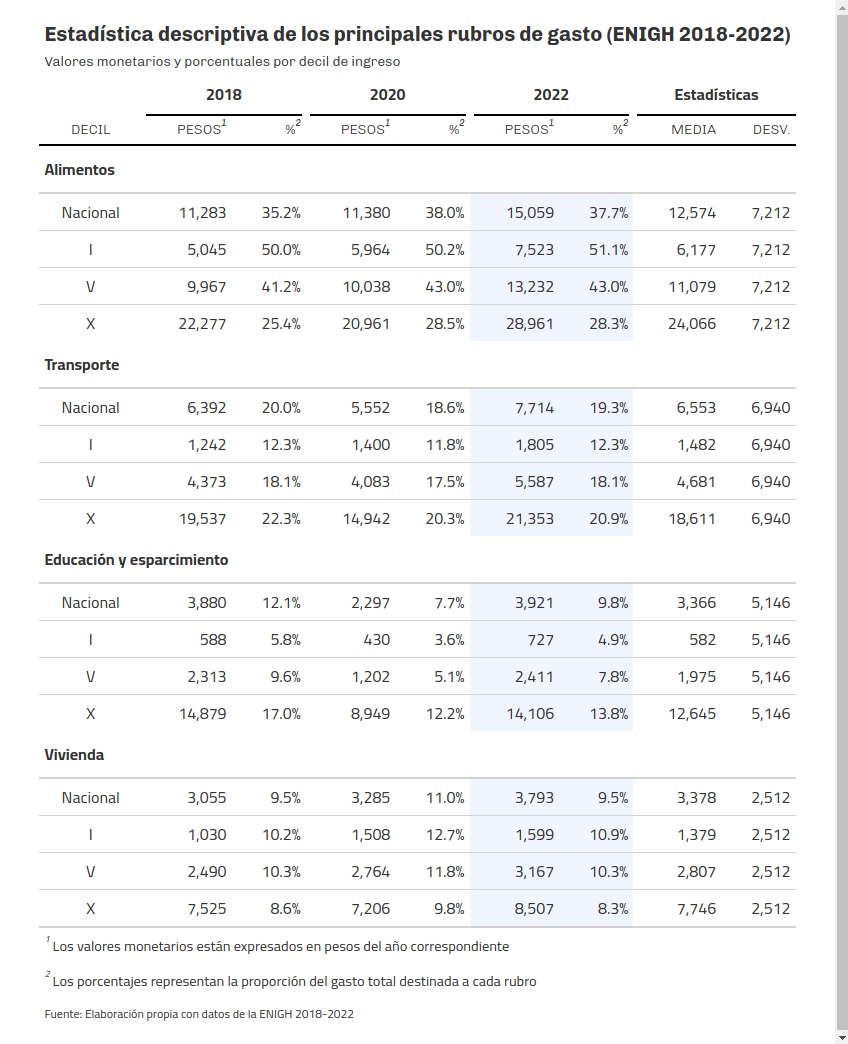 Estadística descriptiva de los principales rubros de gasto (ENIGH 2018-2022)
Valores monetarios y porcentuales por decil de ingreso
2018 2020 2022 Estadísticas
DECIL PESOS1 %2 PESOS1 %2 PESOS1 %2 MEDIA DESV.
Alimentos
Nacional 11,283 35.2% 11,380 38.0% 15,059 37.7% 12,574 7,212
I 5,045 50.0% 5,964 50.2% 7,523 51.1% 6,177 7,212
V 9,967 41.2% 10,038 43.0% 13,232 43.0% 11,079 7,212
X 22,277 25.4% 20,961 28.5% 28,961 28.3% 24,066 7,212
Transporte
Nacional 6,392 20.0% 5,552 18.6% 7,714 19.3% 6,553 6,940
I 1,242 12.3% 1,400 11.8% 1,805 12.3% 1,482 6,940
V 4,373 18.1% 4,083 17.5% 5,587 18.1% 4,681 6,940
X 19,537 22.3% 14,942 20.3% 21,353 20.9% 18,611 6,940
Educación y esparcimiento
Nacional 3,880 12.1% 2,297 7.7% 3,921 9.8% 3,366 5,146
I 588 5.8% 430 3.6% 727 4.9% 582 5,146
V 2,313 9.6% 1,202 5.1% 2,411 7.8% 1,975 5,146
X 14,879 17.0% 8,949 12.2% 14,106 13.8% 12,645 5,146
Vivienda
Nacional 3,055 9.5% 3,285 11.0% 3,793 9.5% 3,378 2,512
I 1,030 10.2% 1,508 12.7% 1,599 10.9% 1,379 2,512
V 2,490 10.3% 2,764 11.8% 3,167 10.3% 2,807 2,512
X 7,525 8.6% 7,206 9.8% 8,507 8.3% 7,746 2,512
1 Los valores monetarios están expresados en pesos del año correspondiente
2 Los porcentajes representan la proporción del gasto total destinada a cada rubro
Fuente: Elaboración propia con datos de la ENIGH 2018-2022